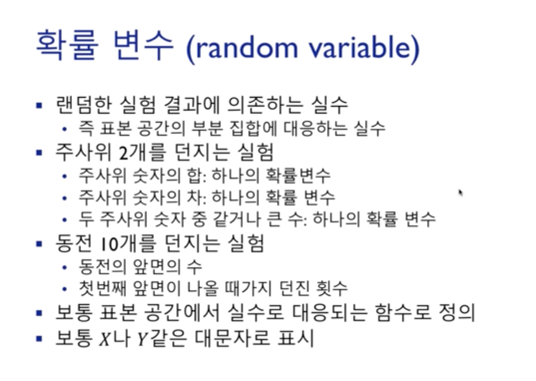 확률 변수 (random variable)
▪ 랜덤한 실험 결과에 의존하는 실수
• 즉 표본 공간의 부분 집합에 대응하는 실수
▪ 주사위 2개를 던지는 실험
• 주사위 숫자의 합: 하나의 확률변수
• 주사위 숫자의 차: 하나의 확률 변수
• 두 주사위 숫자 중 같거나 큰 수: 하나의 확률 변수
▪ 동전 10개를 던지는 실험
• 동전의 앞면의 수
• 첫번째 앞면이 나올 때가지 던진 횟수
▪ 보통 표본 공간에서 실수로 대응되는 함수로 정의
▪ 보통 X나 Y같은 대문자로 표시